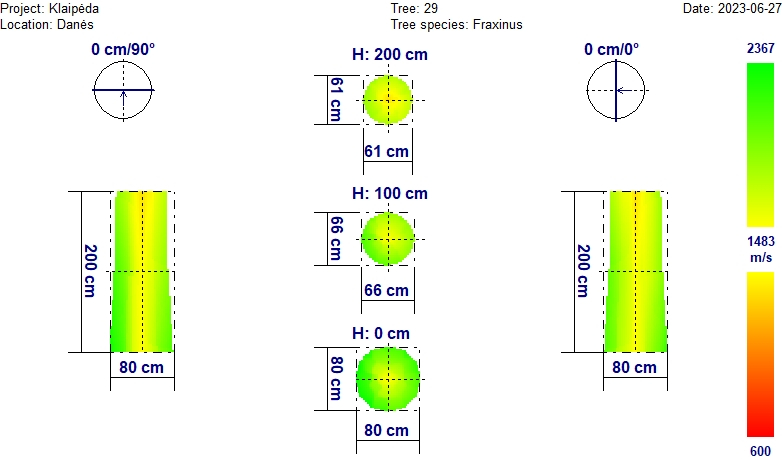 Project: Klaipėda
Tree: 29
Date: 2023-06-27
Location: Danės
Tree species: Fraxinus
0 cm/90°
H: 200 cm
0 cm/0°
2367
61 cm
61 cm
H: 100 cm
66 cm
200 cm
200 cm
1483
m/s
66 cm
H: 0 cm
80 cm
80 cm
80 cm
80 cm
600